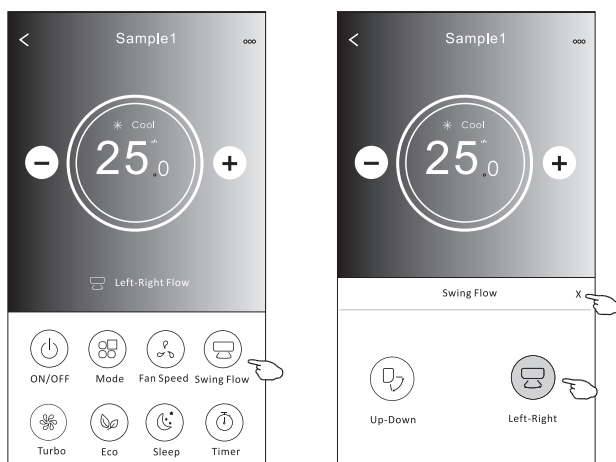 Sample1
Cool
25.0
Left-Right Flow
ON/OFF Mode Fan Speed Swing Flow
Turbo Eco Sleep Timer
Sample1
Cool
25.0
Swing Flow X
Up-Down Left-Right